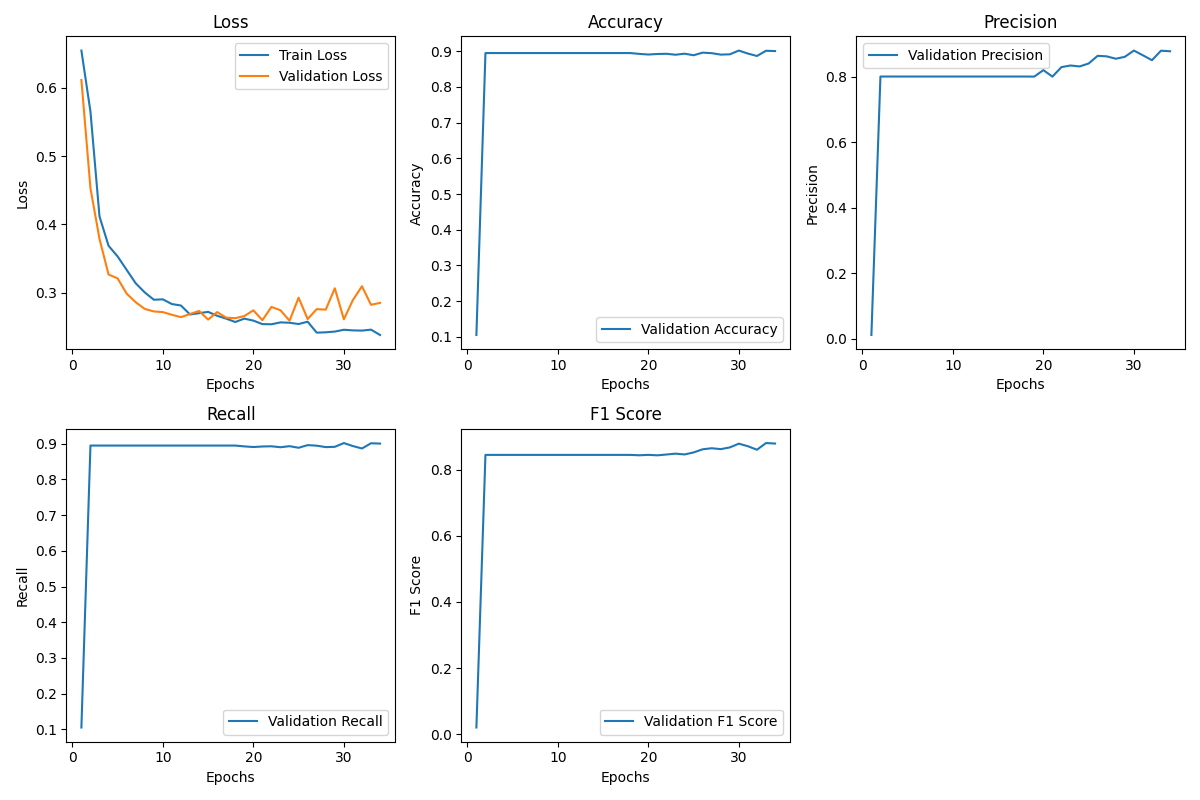 Loss
Train Loss
Validation Loss
0.6
0.5
0.4
0.3
Loss
0 10 20 30
Epochs
Accuracy
0.9
0.8
0.7
0.6
0.5
0.4
0.3
0.2
0.1
Accuracy
Validation Accuracy
0 10 20 30
Epochs
Precision
Validation Precision
0.8
0.6
0.4
0.2
0.0
Precision
0 10 20 30
Epochs
Recall
0.9
0.8
0.7
0.6
0.5
0.4
0.3
0.2
0.1
Recall
Validation Recall
0 10 20 30
Epochs
F1 Score
0.8
0.6
0.4
0.2
0.0
F1 Score
Validation F1 Score
0 10 20 30
Epochs